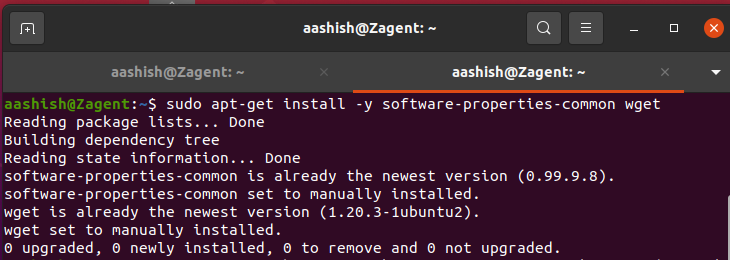 aashish@Zagent: ~
aashish@Zagent: ~
aashish@Zagent: ~
aashish@Zagent:~$ sudo apt-get install -y software-properties-common wget
Reading package lists... Done
Building dependency tree
Reading state information... Done
software-properties-common is already the newest version (0.99.9.8).
software-properties-common set to manually installed.
wget is already the newest version (1.20.3-1ubuntu2).
wget set to manually installed.
0 upgraded, 0 newly installed, 0 to remove and 0 not upgraded.